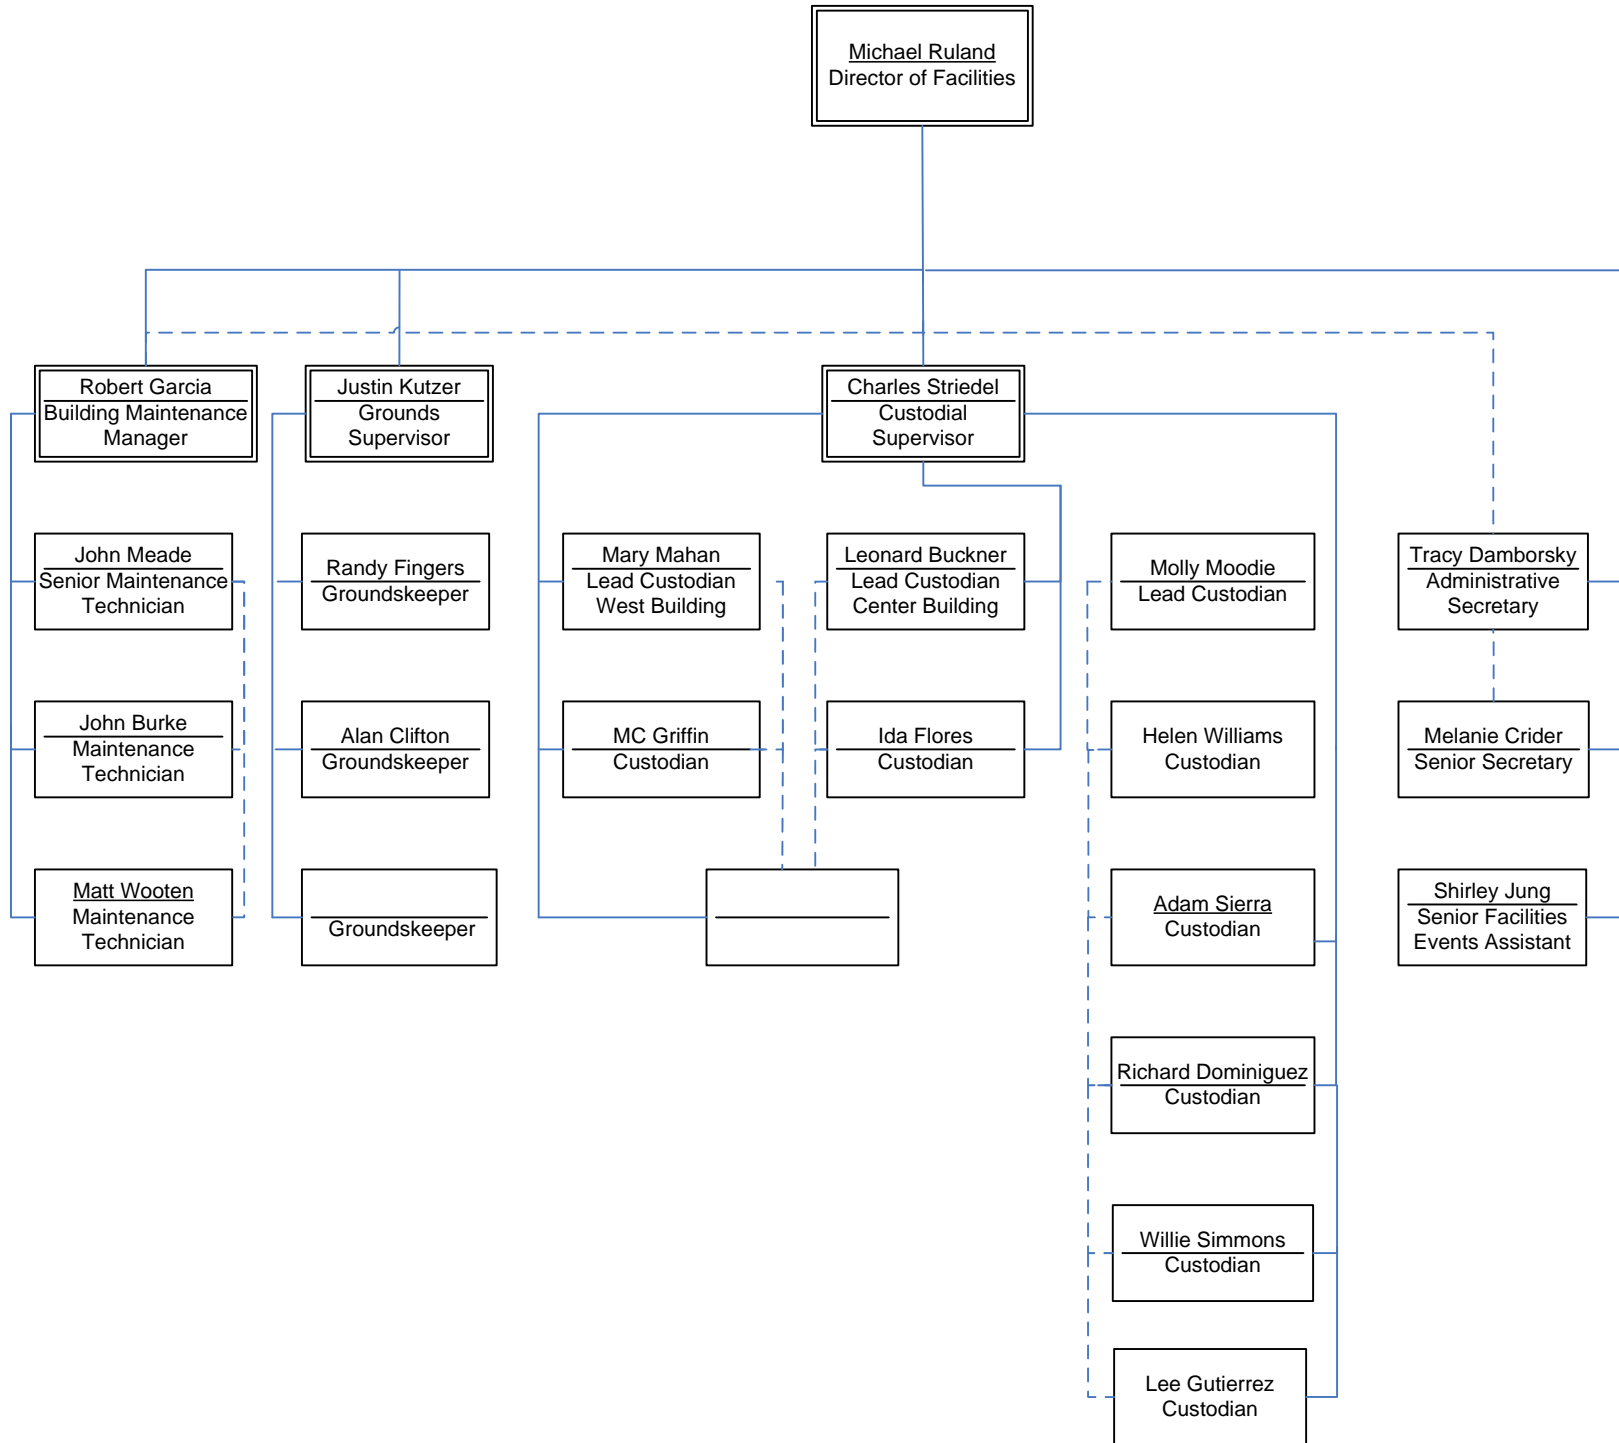 Michael Ruland
Director of Facilities
Robert Garcia
Building Maintenance
Manager
Justin Kutzer
Grounds
Supervisor
Charles Striedel
Custodial
Supervisor
John Meade
Senior Maintenance
Technician
Randy Fingers
Groundskeeper
Mary Mahan
Lead Custodian
West Building
Leonard Buckner
Lead Custodian
Center Building
Molly Moodie
Lead Custodian
Tracy Damborsky
Administrative
Secretary
John Burke
Maintenance
Technician
Alan Clifton
Groundskeeper
MC Griffin
Custodian
Ida Flores
Custodian
Helen Williams
Custodian
Melanie Crider
Senior Secretary
Matt Wooten
Maintenance
Technician
Groundskeeper
Adam Sierra
Custodian
Shirley Jung
Senior Facilities
Events Assistant
Richard Dominiguez
Custodian
Willie Simmons
Custodian
Lee Gutierrez
Custodian